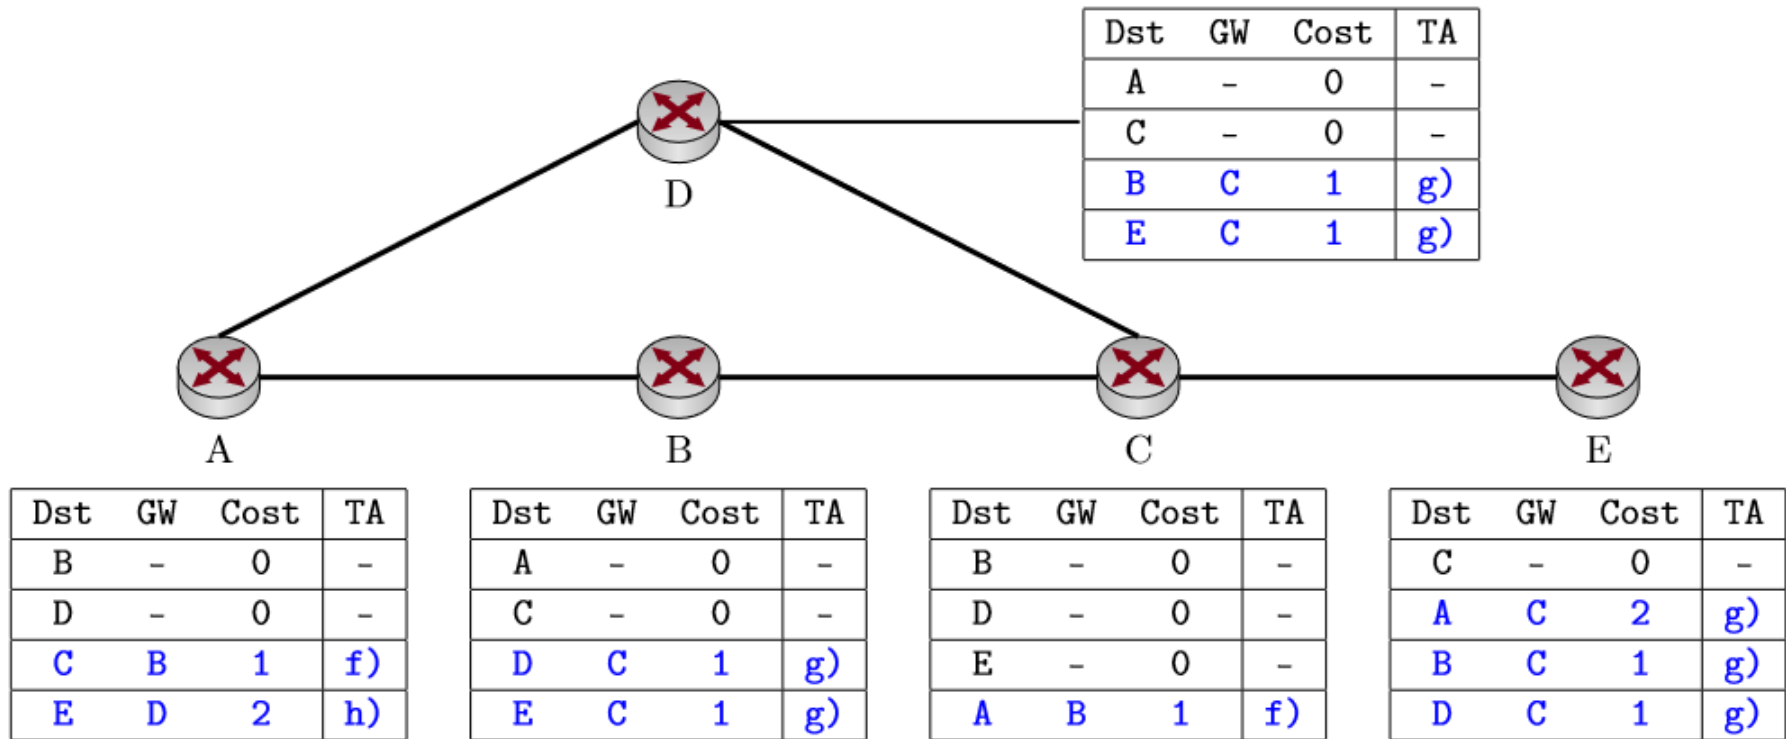 Dst GW Cost TA
A - 0 -
C - 0 -
B C 1 g)
E C 1 g)
D
A
B
C
E
Dst GW Cost TA
B - 0 -
D - 0 -
C B 1 f)
E D 2 h)
Dst GW Cost TA
A - 0 -
C - 0 -
D C 1 g)
E C 1 g)
Dst GW Cost TA
B - 0 -
D - 0 -
E - 0 -
A B 1 f)
Dst GW Cost TA
C - 0 -
A C 2 g)
B C 1 g)
D C 1 g)